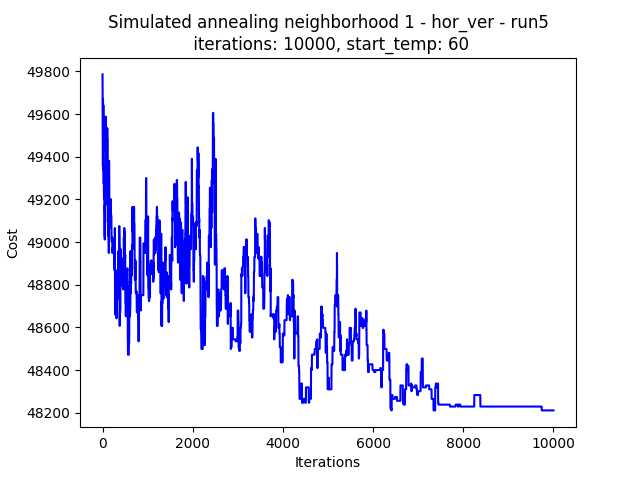 Simulated annealing neighborhood 1 - hor_ver - run5
iterations: 10000, start_temp: 60
49800
49600
49400
49200
49000
48800
48600
48400
48200
Cost
0 2000 4000 6000 8000 10000
Iterations